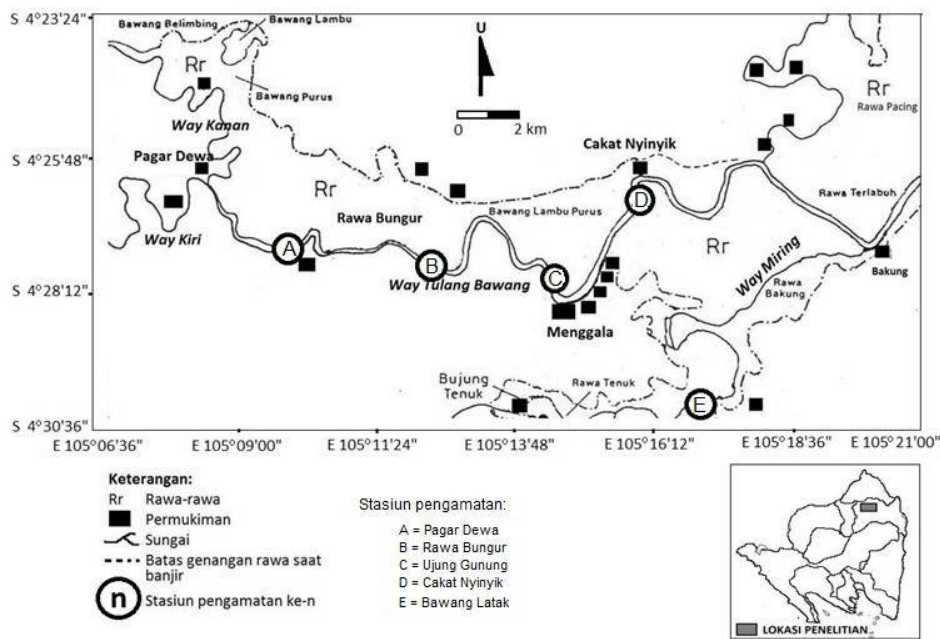 S 4°23'24"
Bawang Belimbing
Bawang Lambu
Rr
Bawang Purus
U
0 2 km
Rr
Rawa Pacing
Way Kanan
S 4°25'48"
Pagar Dewa
Cakat Nyinyik
Rr
Rawa Bungur
Bawang Lambu Purus
D
Rawa Terlabuh
Way Kiri
A
B
Way Tulang Bawang
C
Rr
Way Miring
Bakung
Rawa
Bakung
S 4°28'12"
Menggala
Bujung
Tenuk
Rawa Tenuk
E
S 4°30'36"
E 105°06'36"
E 105°09'00"
E 105°11'24"
E 105°13'48"
E 105°16'12"
E 105°18'36"
E 105°21'00"
Keterangan:
Rr Rawa-rawa
Permukiman
Sungai
Batas genangan rawa saat
banjir
n Stasiun pengamatan ke-n
Stasiun pengamatan:
A = Pagar Dewa
B = Rawa Bungur
C = Ujung Gunung
D = Cakat Nyinyik
E = Bawang Latak
LOKASI PENELITIAN